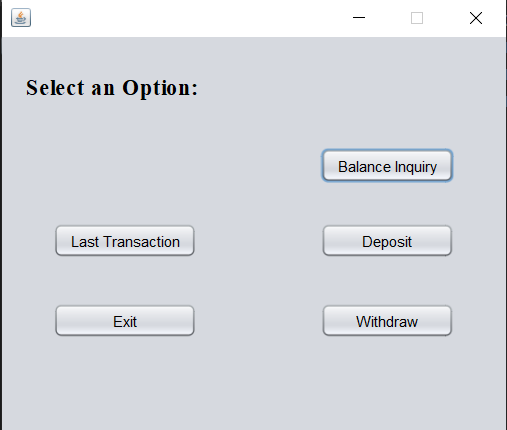 Select an Option:
Balance Inquiry
Last Transaction
Deposit
Exit
Withdraw